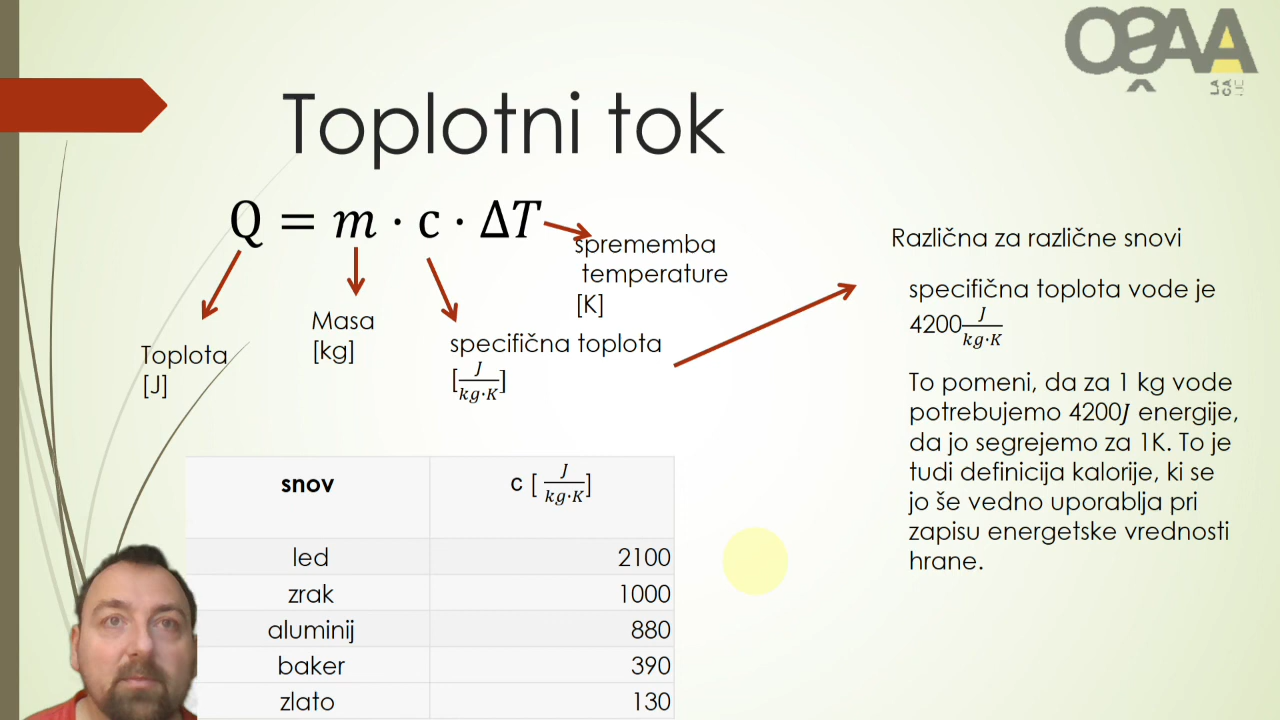 Toplotni tok
Q = m · c · ΔT
sprememba
temperature
[K]
Masa
[kg]
Toplota
[J]
specifična toplota
[J/kg·K]
Različna za različne snovi
specifična toplota vode je
4200 J/kg·K
To pomeni, da za 1 kg vode
potrebujemo 4200J energije,
da jo segrejemo za 1K. To je
tudi definicija kalorije, ki se
jo še vedno uporablja pri
zapisu energetske vrednosti
hrane.
snov c [J/kg·K]
led 2100
zrak 1000
aluminij 880
baker 390
zlato 130